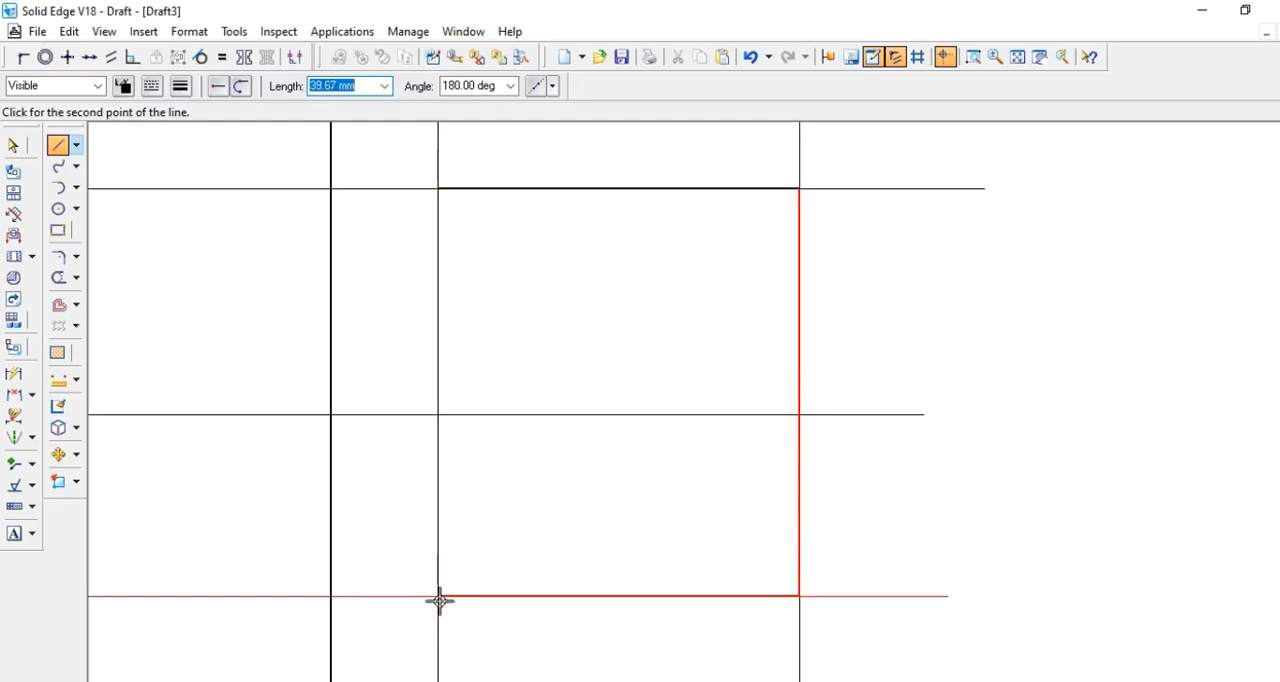 Solid Edge V18 - Draft - [Draft3]
File Edit View Insert Format Tools Inspect Applications Manage Window Help
Visible Length: 39.67 mm Angle: 180.00 deg
Click for the second point of the line.
A